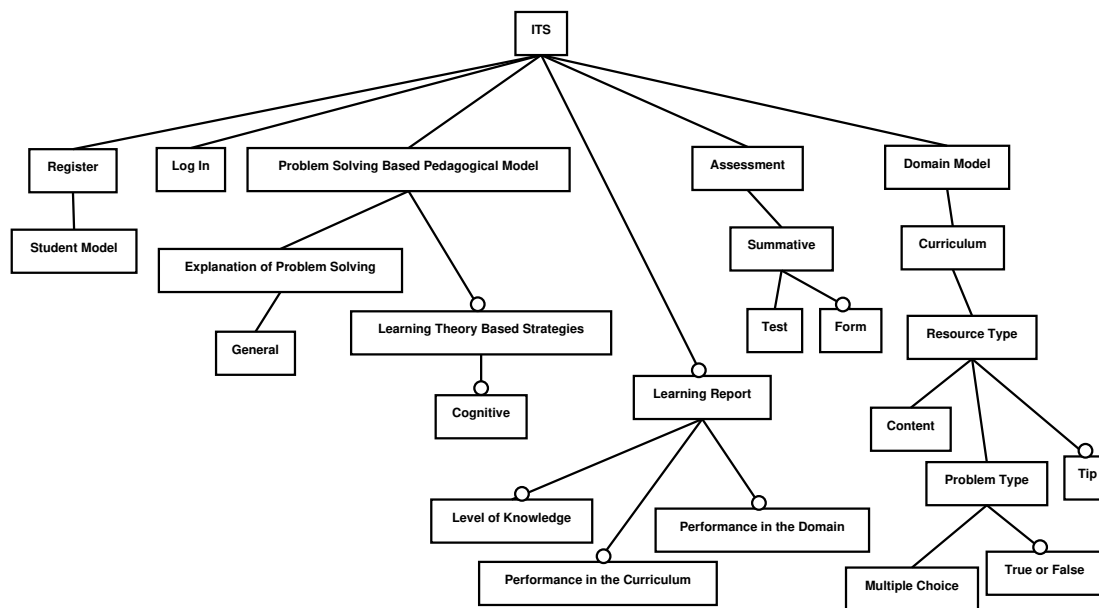 ITS
Register
Log In
Problem Solving Based Pedagogical Model
Assessment
Domain Model
Student Model
Explanation of Problem Solving
Summative
Curriculum
General
Learning Theory Based Strategies
Test
Form
Resource Type
Cognitive
Learning Report
Content
Problem Type
Tip
Level of Knowledge
Performance in the Domain
Performance in the Curriculum
Multiple Choice
True or False